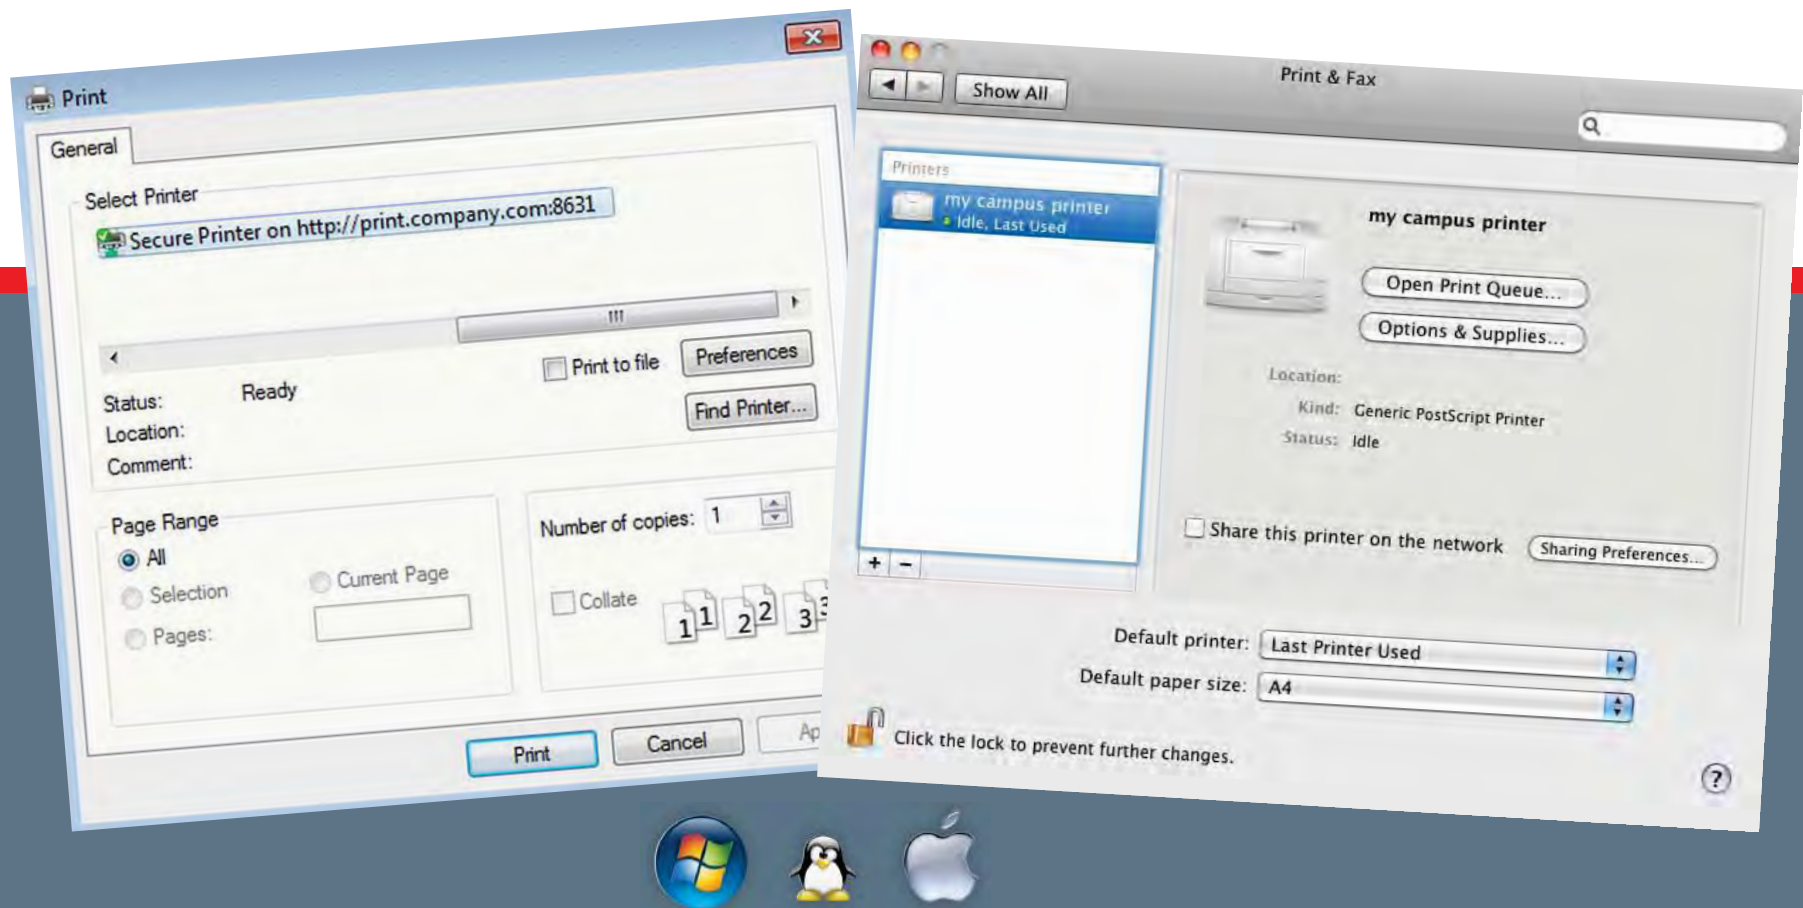 Print
General
Select Printer
Secure Printer on http://print.company.com:8631
Print to file
Preferences
Status: Ready
Find Printer...
Location:
Comment:
Page Range
All
Selection
Current Page
Pages:
Number of copies: 1
Collate
1 1 2 2 3 3
Print
Cancel
Ap
Print & Fax
Show All
Printers
my campus printer
Idle, Last Used
my campus printer
Open Print Queue...
Options & Supplies...
Location:
Kind: Generic PostScript Printer
Status: Idle
Share this printer on the network
Sharing Preferences...
+ −
Default printer: Last Printer Used
Default paper size: A4
Click the lock to prevent further changes.
?